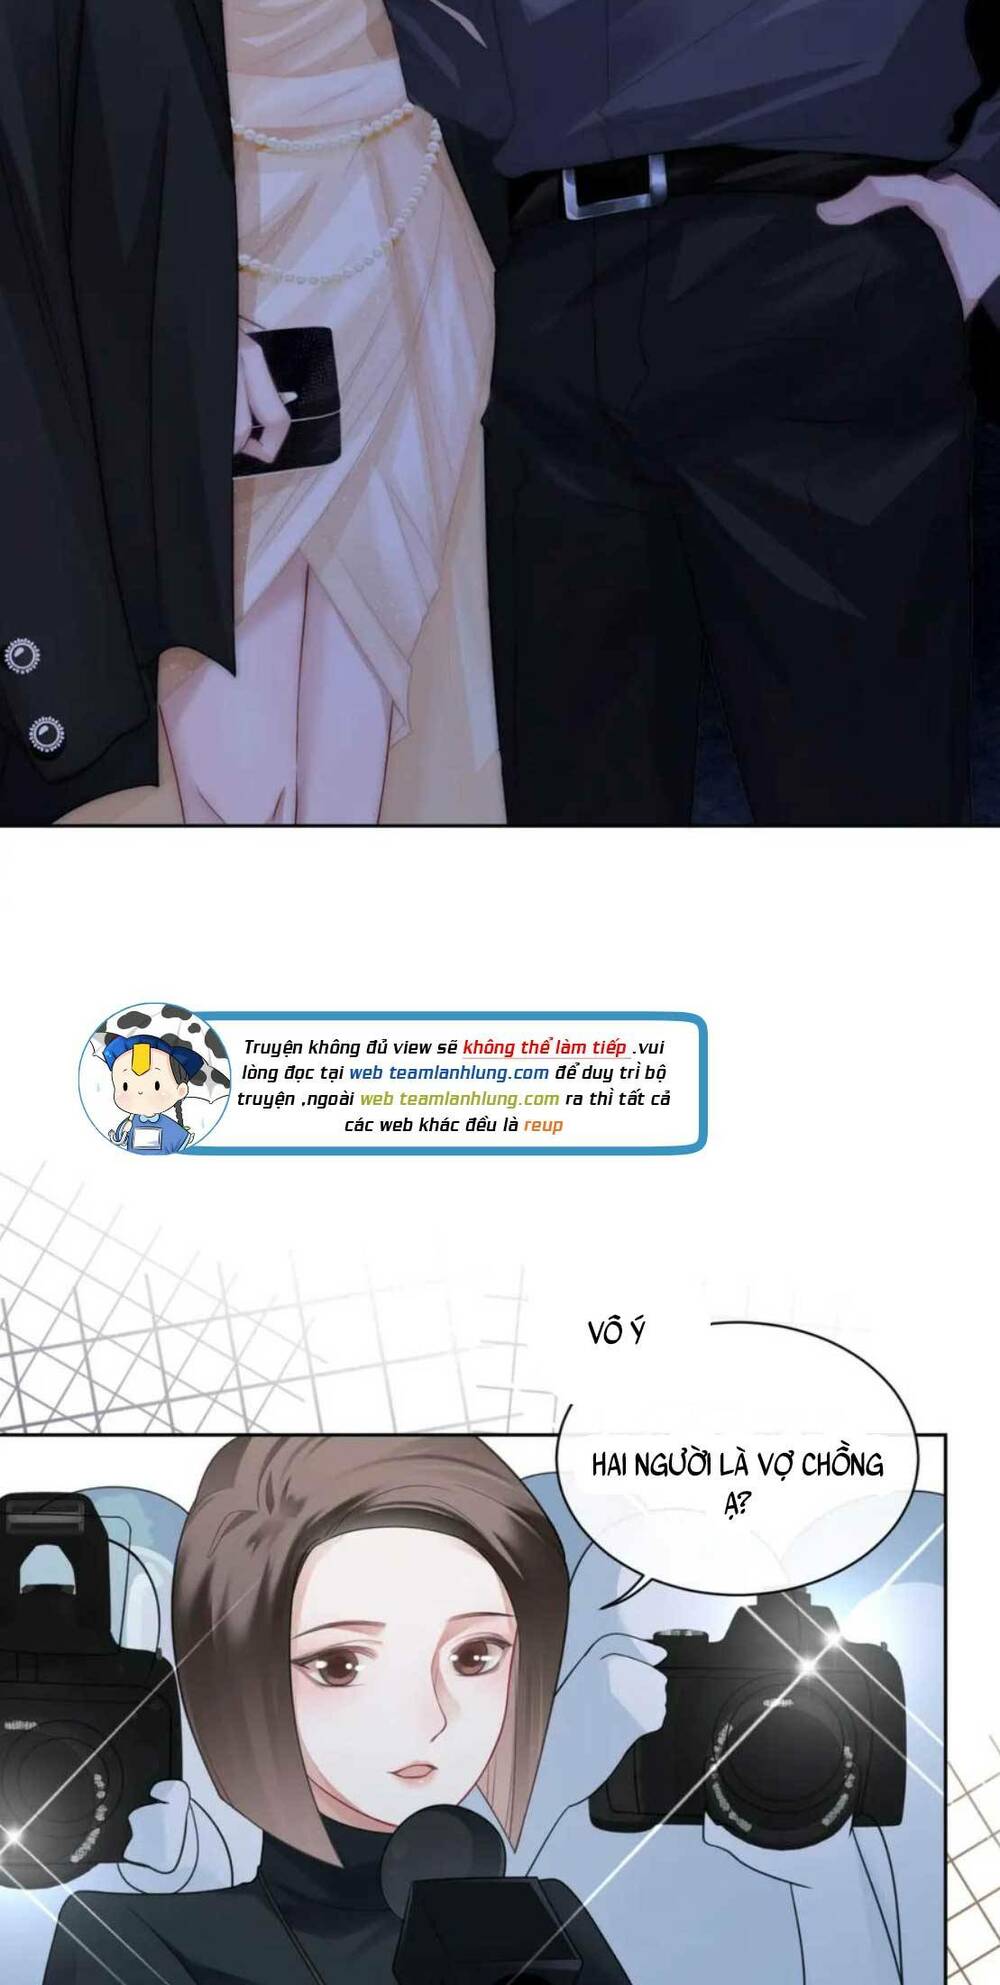 Truyện không đủ view sẽ không thể làm tiếp .vui
lòng đọc tại web teamlanhlung.com để duy trì bộ
truyện ,ngoài web teamlanhlung.com ra thì tất cả
các web khác đều là reup
VÔ Ý
HAI NGƯỜI LÀ VỢ CHỒNG
Ạ?